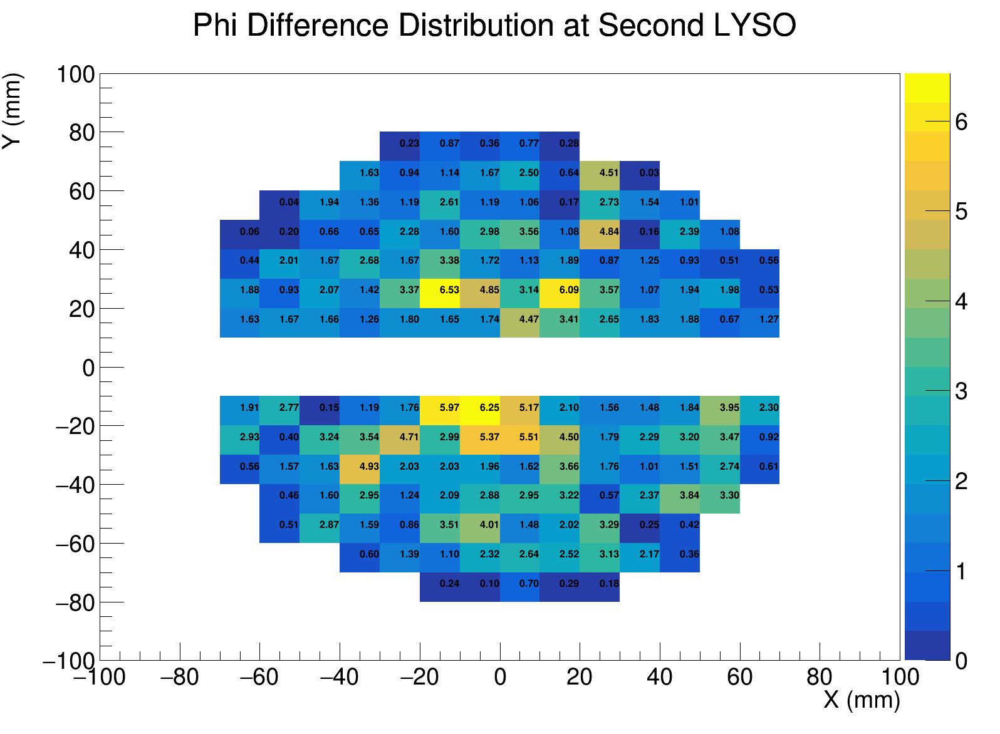 Phi Difference Distribution at Second LYSO
Y (mm)
100
80
0.23 0.87 0.36 0.77 0.28
1.63 0.94 1.14 1.67 2.50 0.64 4.51 0.03
60
0.04 1.94 1.36 1.19 2.61 1.19 1.06 0.17 2.73 1.54 1.01
0.06 0.20 0.66 0.65 2.28 1.60 2.98 3.56 1.08 4.84 0.16 2.39 1.08
40
0.44 2.01 1.67 2.68 1.67 3.38 1.72 1.13 1.89 0.87 1.25 0.93 0.51 0.56
1.88 0.93 2.07 1.42 3.37 6.53 4.85 3.14 6.09 3.57 1.07 1.94 1.98 0.53
20
1.63 1.67 1.66 1.26 1.80 1.65 1.74 4.47 3.41 2.65 1.83 1.88 0.67 1.27
0
1.91 2.77 0.15 1.19 1.76 5.97 6.25 5.17 2.10 1.56 1.48 1.84 3.95 2.30
−20
2.93 0.40 3.24 3.54 4.71 2.99 5.37 5.51 4.50 1.79 2.29 3.20 3.47 0.92
0.56 1.57 1.63 4.93 2.03 2.03 1.96 1.62 3.66 1.76 1.01 1.51 2.74 0.61
−40
0.46 1.60 2.95 1.24 2.09 2.88 2.95 3.22 0.57 2.37 3.84 3.30
0.51 2.87 1.59 0.86 3.51 4.01 1.48 2.02 3.29 0.25 0.42
−60
0.60 1.39 1.10 2.32 2.64 2.52 3.13 2.17 0.36
0.24 0.10 0.70 0.29 0.18
−80
−100
−100 −80 −60 −40 −20 0 20 40 60 80 100
X (mm)
6
5
4
3
2
1
0